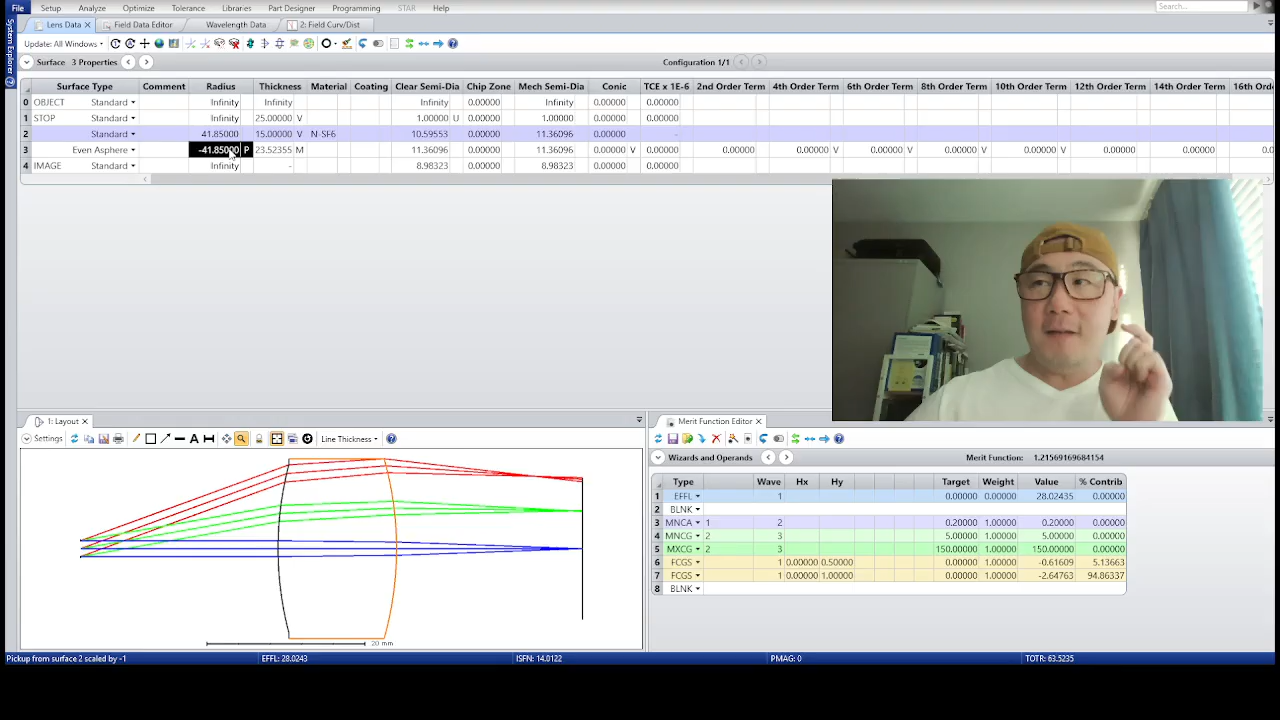 File Setup Analyze Optimize Tolerance Libraries Part Designer Programming STAR Help Search...
System Explorer
Lens Data Field Data Editor Wavelength Data 2: Field Curv/Dist
Update: All Windows
Surface 3 Properties Configuration 1/1
Surface Type Comment Radius Thickness Material Coating Clear Semi-Dia Chip Zone Mech Semi-Dia Conic TCE x 1E-6 2nd Order Term 4th Order Term 6th Order Term 8th Order Term 10th Order Term 12th Order Term 14th Order Term 16th Orde
0 OBJECT Standard Infinity Infinity Infinity 0.00000 Infinity 0.00000 0.00000
1 STOP Standard Infinity 25.00000 V 1.00000 U 0.00000 1.00000 0.00000 0.00000
2 Standard 41.85000 15.00000 V N-SF6 10.59553 0.00000 11.36096 0.00000 -
3 Even Asphere -41.85000 P 23.52355 M 11.36096 0.00000 11.36096 0.00000 V 0.00000 0.00000 0.00000 V 0.00000 V 0.00000 V 0.00000 V 0.00000 0.00000 0.0
4 IMAGE Standard Infinity - 8.98323 0.00000 8.98323 0.00000 0.00000
1: Layout
Settings Line Thickness
20 mm
Merit Function Editor
Wizards and Operands Merit Function: 1.21569169684154
Type Wave Hx Hy Target Weight Value % Contrib
1 EFFL 1 0.00000 0.00000 28.02435 0.00000
2 BLNK
3 MNCA 1 2 0.20000 1.00000 0.20000 0.00000
4 MNCG 2 3 5.00000 1.00000 5.00000 0.00000
5 MXCG 2 3 150.00000 1.00000 150.00000 0.00000
6 FCGS 1 0.00000 0.50000 0.00000 1.00000 -0.61609 5.13663
7 FCGS 1 0.00000 1.00000 0.00000 1.00000 -2.64763 94.86337
8 BLNK
Pickup from surface 2 scaled by -1 EFFL: 28.0243 ISFN: 14.0122 PMAG: 0 TOTR: 63.5235